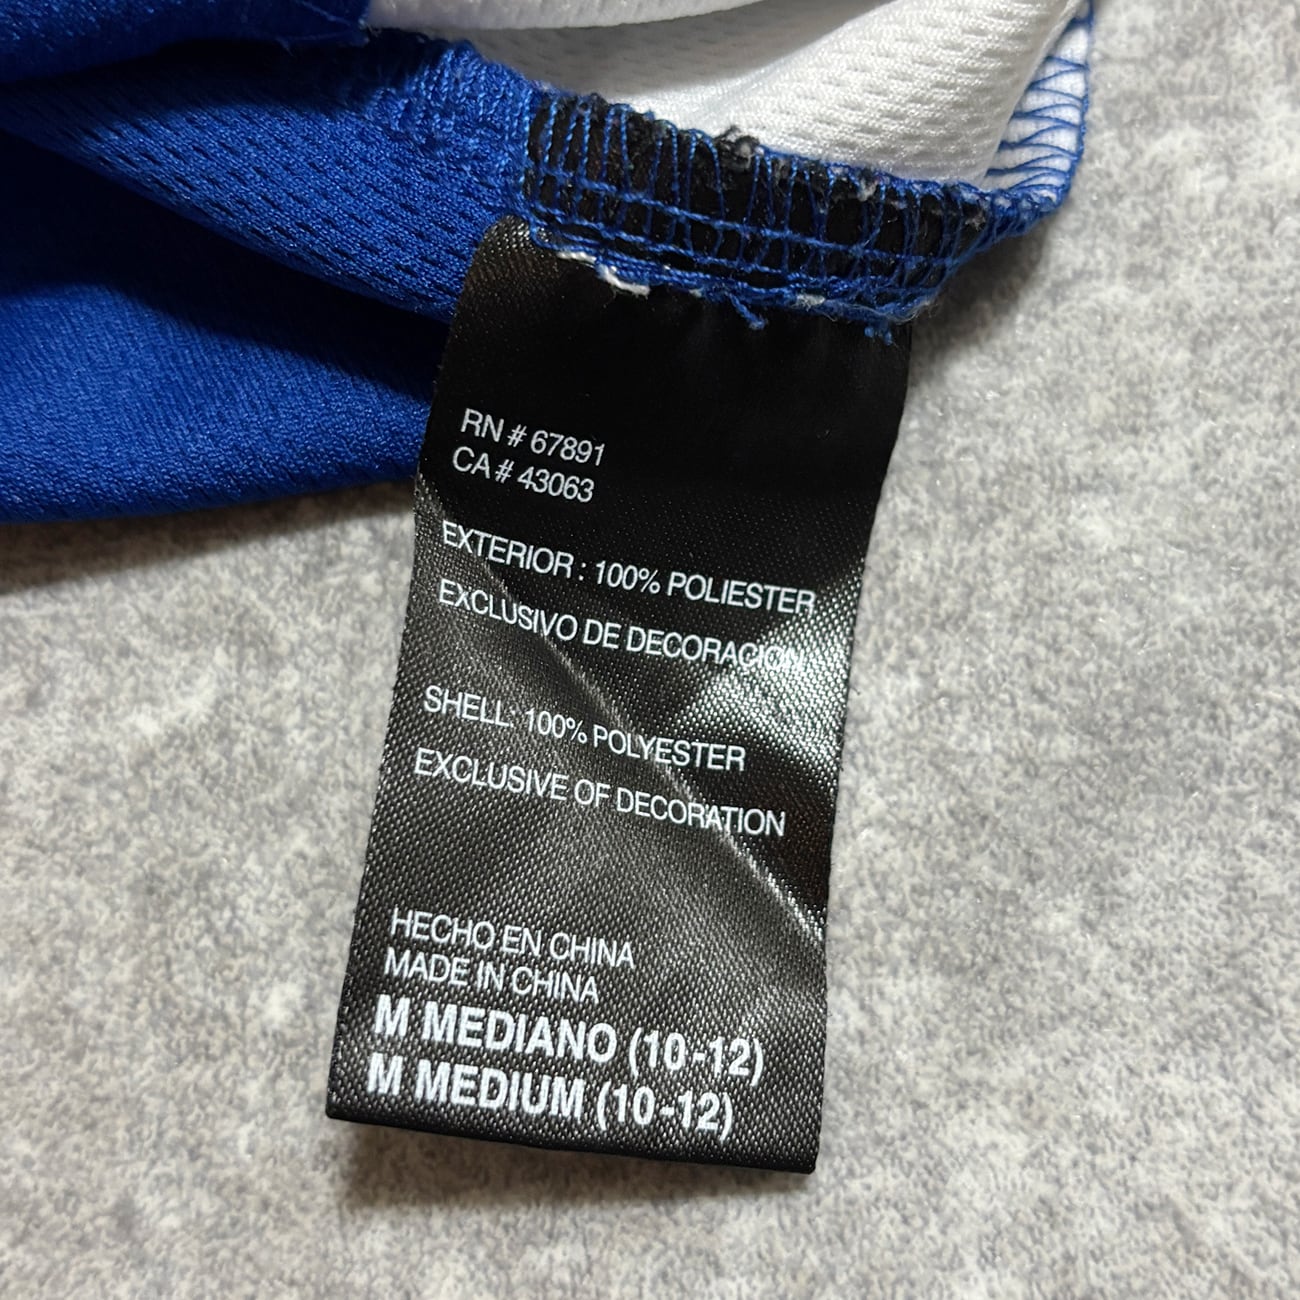 RN # 67891
CA # 43063
EXTERIOR : 100% POLIESTER
EXCLUSIVO DE DECORACION
SHELL: 100% POLYESTER
EXCLUSIVE OF DECORATION
HECHO EN CHINA
MADE IN CHINA
M MEDIANO (10-12)
M MEDIUM (10-12)